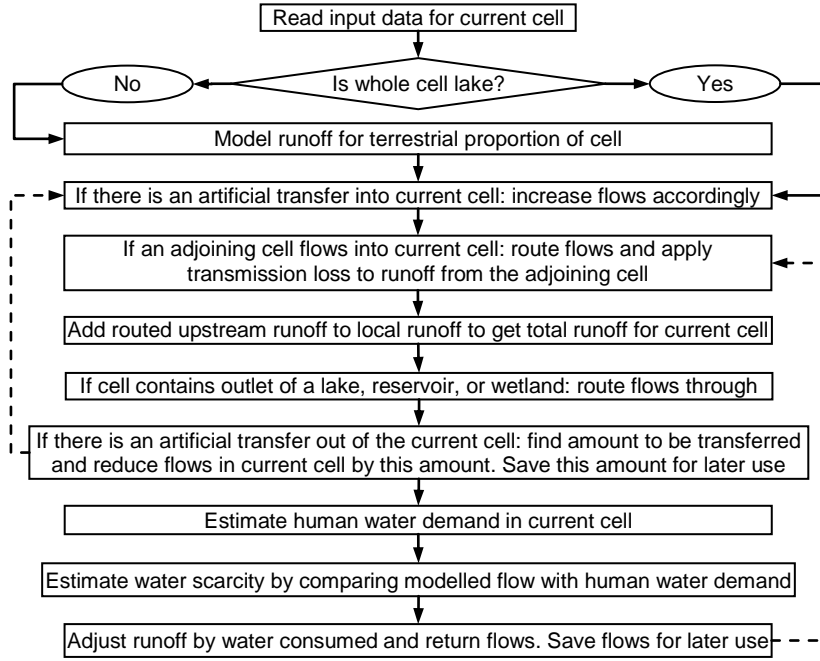 Read input data for current cell
No
Is whole cell lake?
Yes
Model runoff for terrestrial proportion of cell
If there is an artificial transfer into current cell: increase flows accordingly
If an adjoining cell flows into current cell: route flows and apply
transmission loss to runoff from the adjoining cell
Add routed upstream runoff to local runoff to get total runoff for current cell
If cell contains outlet of a lake, reservoir, or wetland: route flows through
If there is an artificial transfer out of the current cell: find amount to be transferred
and reduce flows in current cell by this amount. Save this amount for later use
Estimate human water demand in current cell
Estimate water scarcity by comparing modelled flow with human water demand
Adjust runoff by water consumed and return flows. Save flows for later use